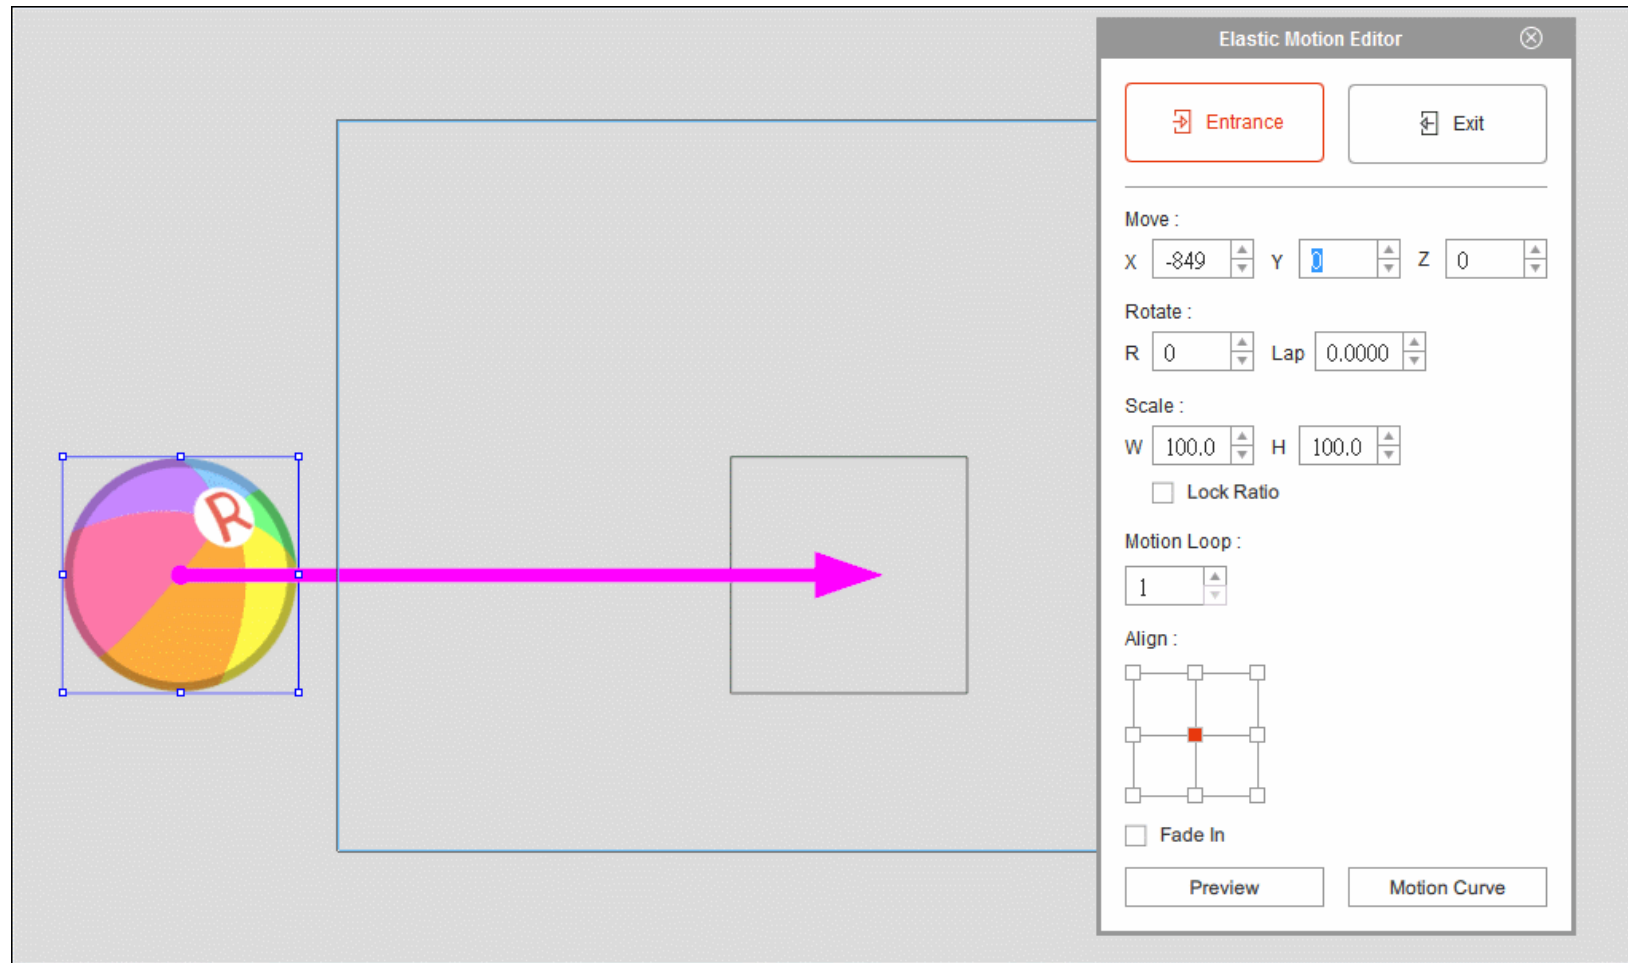 Elastic Motion Editor
Entrance
Exit
Move :
X -849 Y 0 Z 0
Rotate :
R 0 Lap 0.0000
Scale :
W 100.0 H 100.0
Lock Ratio
R
Motion Loop :
1
Align :
Fade In
Preview Motion Curve